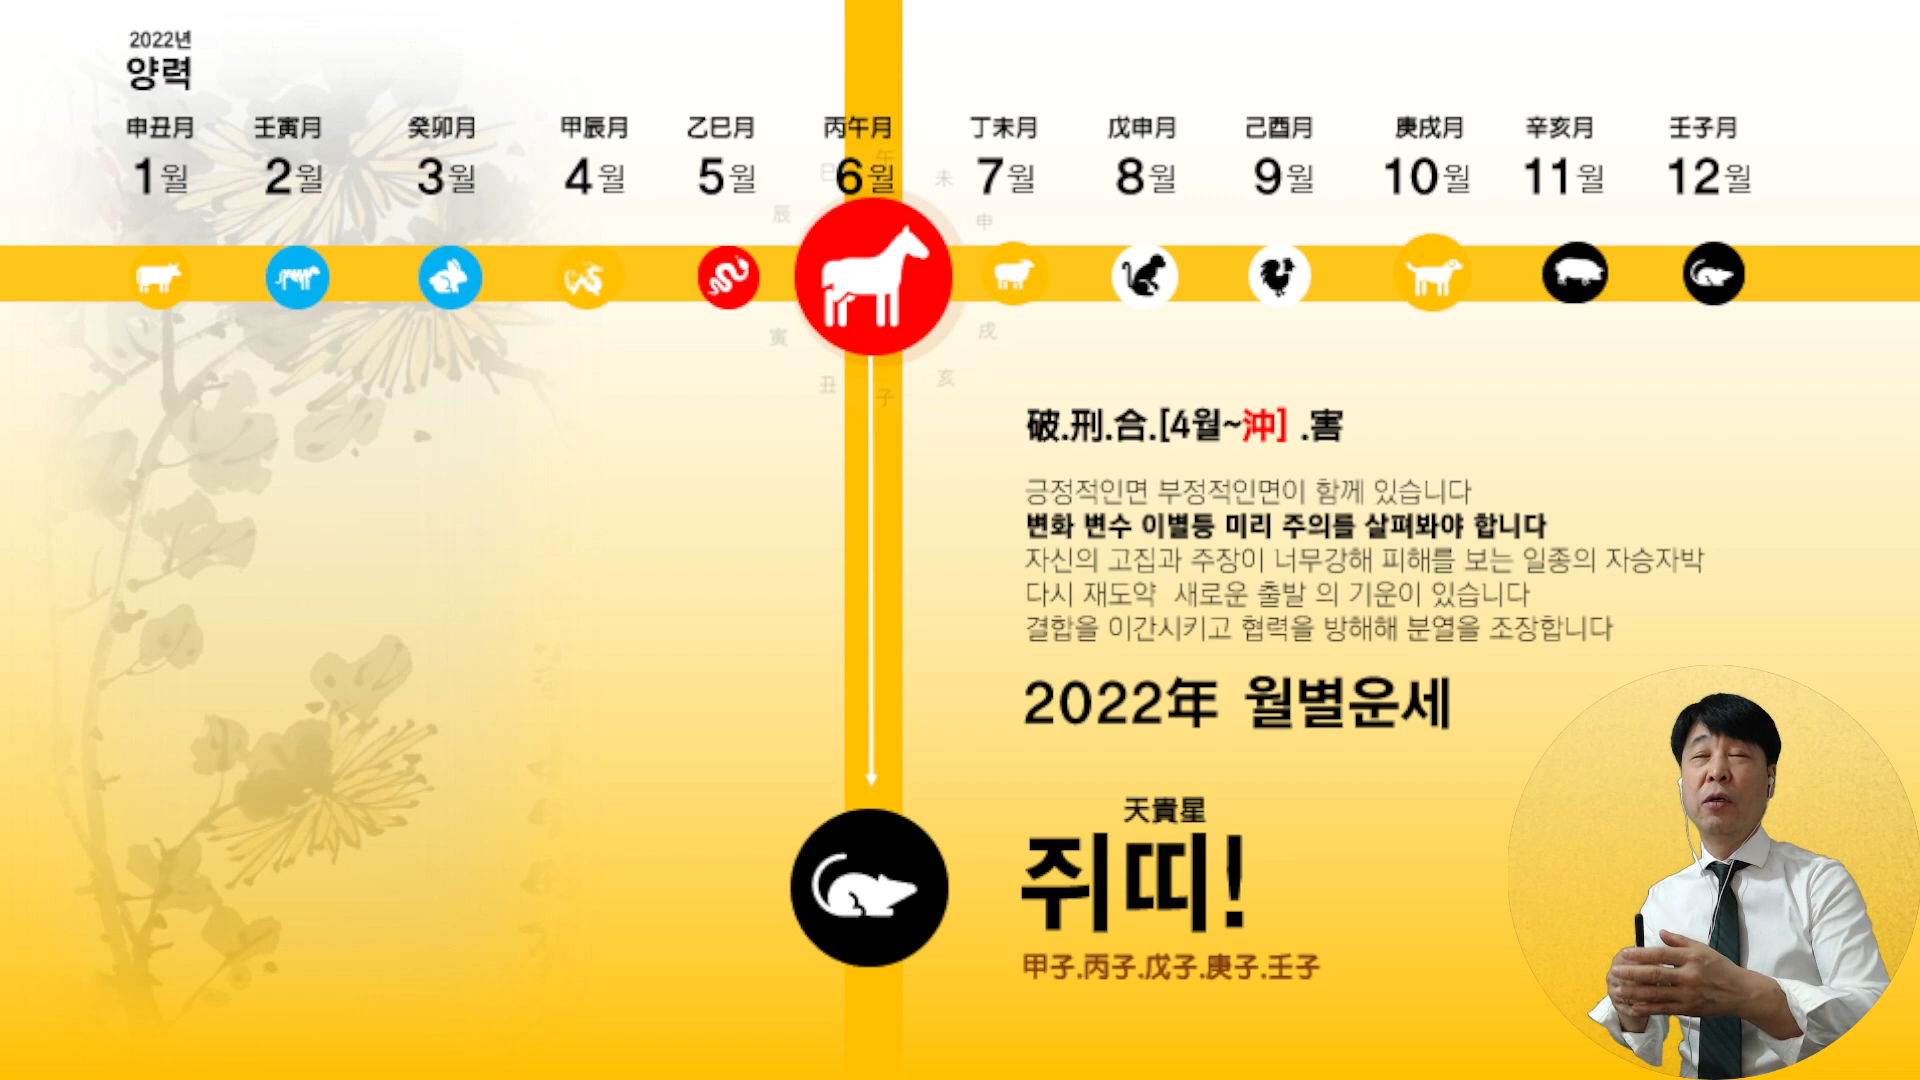 2022년
양력
申丑月 壬寅月 癸卯月 甲辰月 乙巳月 丙午月 丁未月 戊申月 己酉月 庚戌月 辛亥月 壬子月
1월 2월 3월 4월 5월 6월 7월 8월 9월 10월 11월 12월
巳 午 未
辰 申
寅 戌
丑 子 亥
破.刑.合.[4월~沖] .害
긍정적인면 부정적인면이 함께 있습니다
변화 변수 이별등 미리 주의를 살펴봐야 합니다
자신의 고집과 주장이 너무강해 피해를 보는 일종의 자승자박
다시 재도약 새로운 출발 의 기운이 있습니다
결합을 이간시키고 협력을 방해해 분열을 조장합니다
2022年 월별운세
天貴星
쥐띠!
甲子.丙子.戊子.庚子.壬子